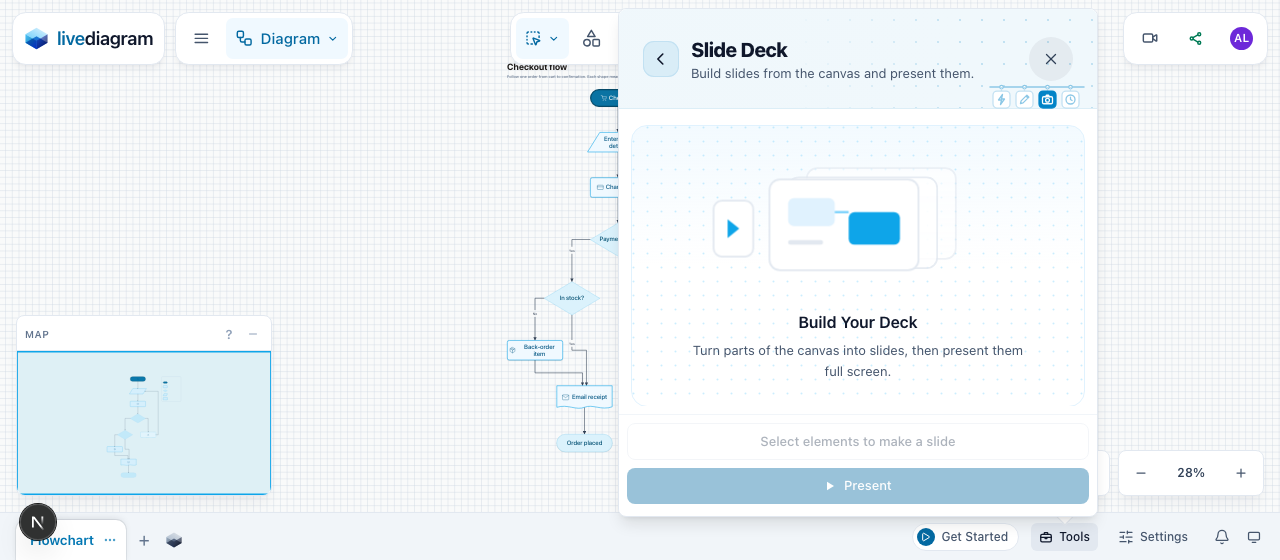 livediagram
Diagram
AL
Slide Deck
Build slides from the canvas and present them.
Checkout flow
In stock?
Back-order
item
Email receipt
Order placed
Build Your Deck
Turn parts of the canvas into slides, then present them
full screen.
Select elements to make a slide
Present
MAP
?
28%
N
Flowchart
Get Started
Tools
Settings